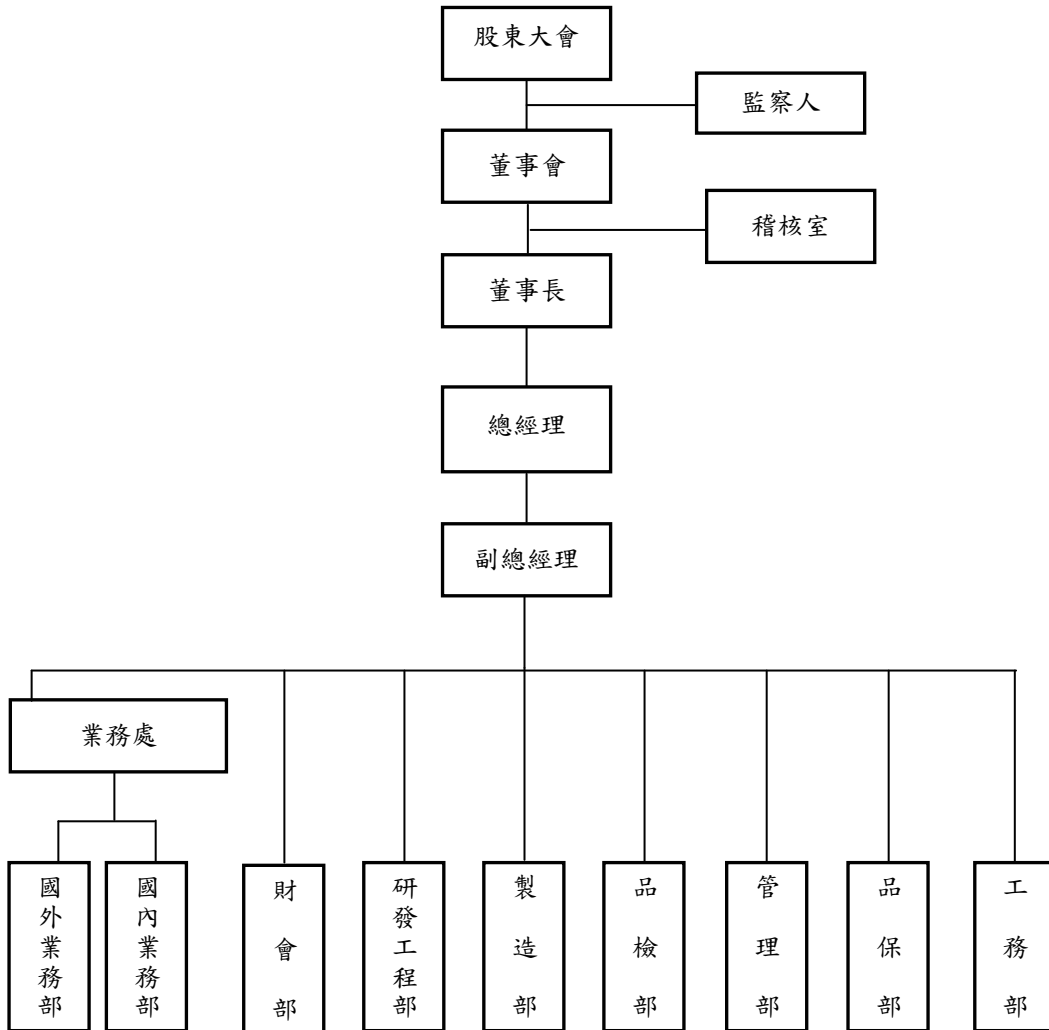 股東大會
監察人
董事會
稽核室
董事長
總經理
副總經理
業務處
國外業務部
國內業務部
財會部
研發工程部
製造部
品檢部
管理部
品保部
工務部